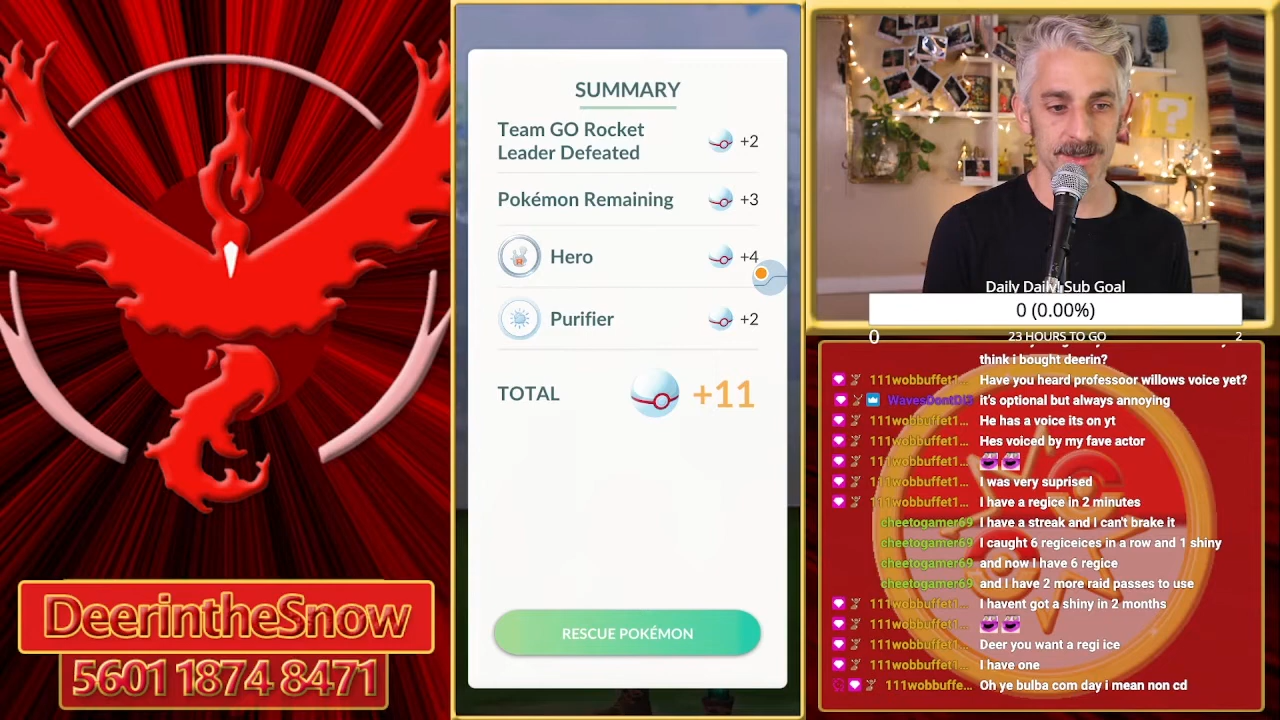 SUMMARY
Team GO Rocket
Leader Defeated
+2
Pokémon Remaining
+3
Hero
+4
Purifier
+2
TOTAL
+11
RESCUE POKÉMON
DeerintheSnow
5601 1874 8471
Daily Daily! Sub Goal
0 (0.00%)
0 23 HOURS TO GO 2
think i bought deerin?
111wobbuffet1... Have you heard professoor willows voice yet?
it's optional but always annoying
111wobbuffet1... He has a voice its on yt
111wobbuffet1... Hes voiced by my fave actor
111wobbuffet1...
111wobbuffet1... I was very suprised
111wobbuffet1... I have a regice in 2 minutes
cheetogamer69 I have a streak and I can't brake it
cheetogamer69 I caught 6 regiceices in a row and 1 shiny
cheetogamer69 and now I have 6 regice
cheetogamer69 and I have 2 more raid passes to use
111wobbuffet1... I havent got a shiny in 2 months
111wobbuffet1...
111wobbuffet1... Deer you want a regi ice
111wobbuffet1... I have one
111wobbuffe... Oh ye bulba com day i mean non cd